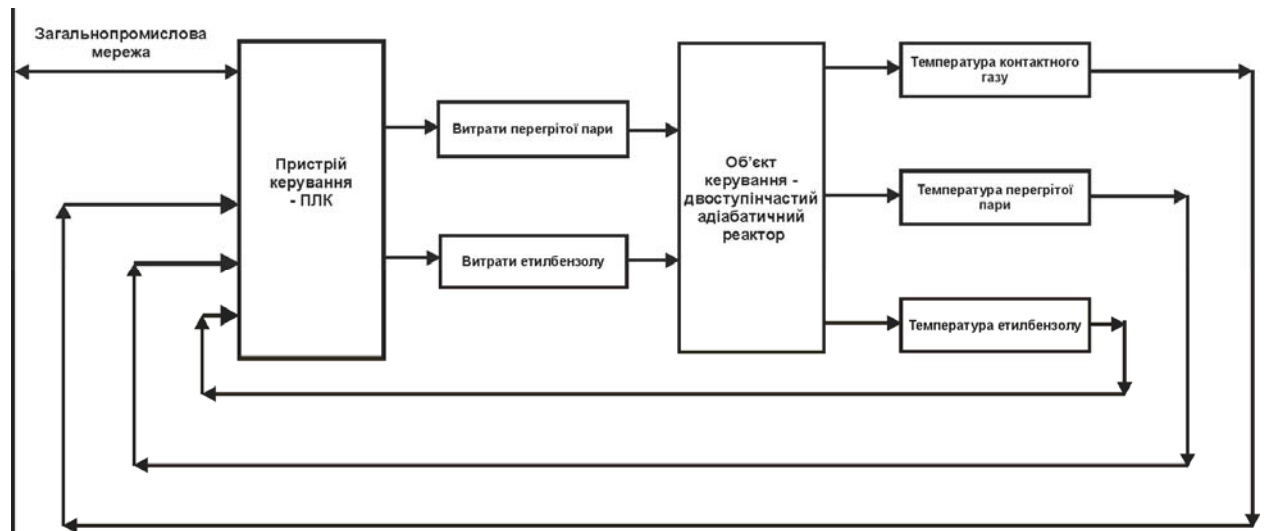 Загальнопромислова
мережа
Пристрій
керування
- ПЛК
Витрати перегрітої пари
Витрати етилбензолу
Об'єкт
керування -
двоступінчастий
адіабатичний
реактор
Температура контактного
газу
Температура перегрітої
пари
Температура етилбензолу